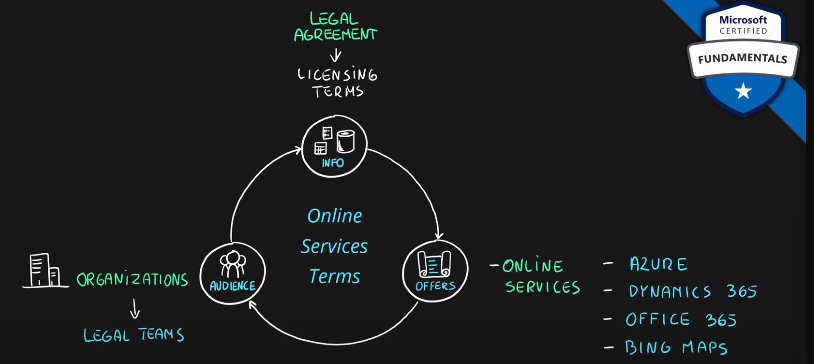 LEGAL
AGREEMENT
LICENSING
TERMS
Microsoft
CERTIFIED
FUNDAMENTALS
INFO
Online
Services
Terms
ORGANIZATIONS
LEGAL TEAMS
AUDIENCE
OFFERS
- ONLINE
SERVICES
- AZURE
- DYNAMICS 365
- OFFICE 365
- BING MAPS